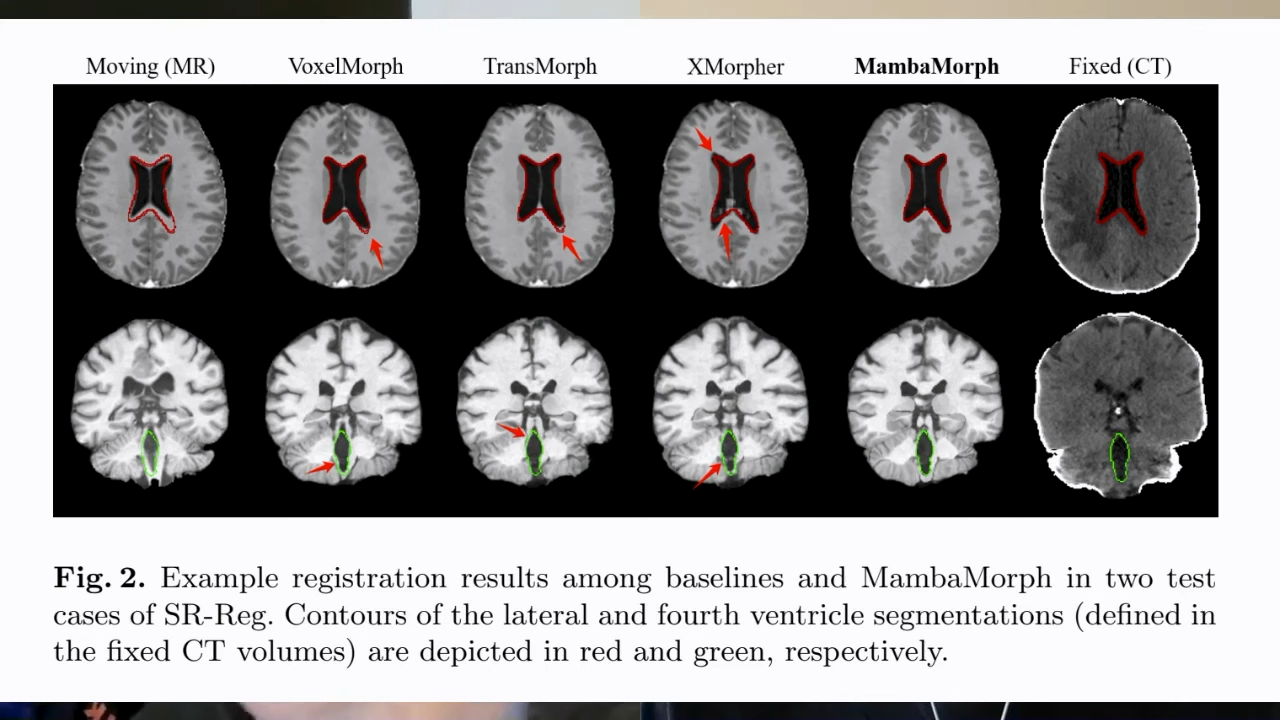 Moving (MR) VoxelMorph TransMorph XMorpher MambaMorph Fixed (CT)
Fig. 2. Example registration results among baselines and MambaMorph in two test
cases of SR-Reg. Contours of the lateral and fourth ventricle segmentations (defined in
the fixed CT volumes) are depicted in red and green, respectively.